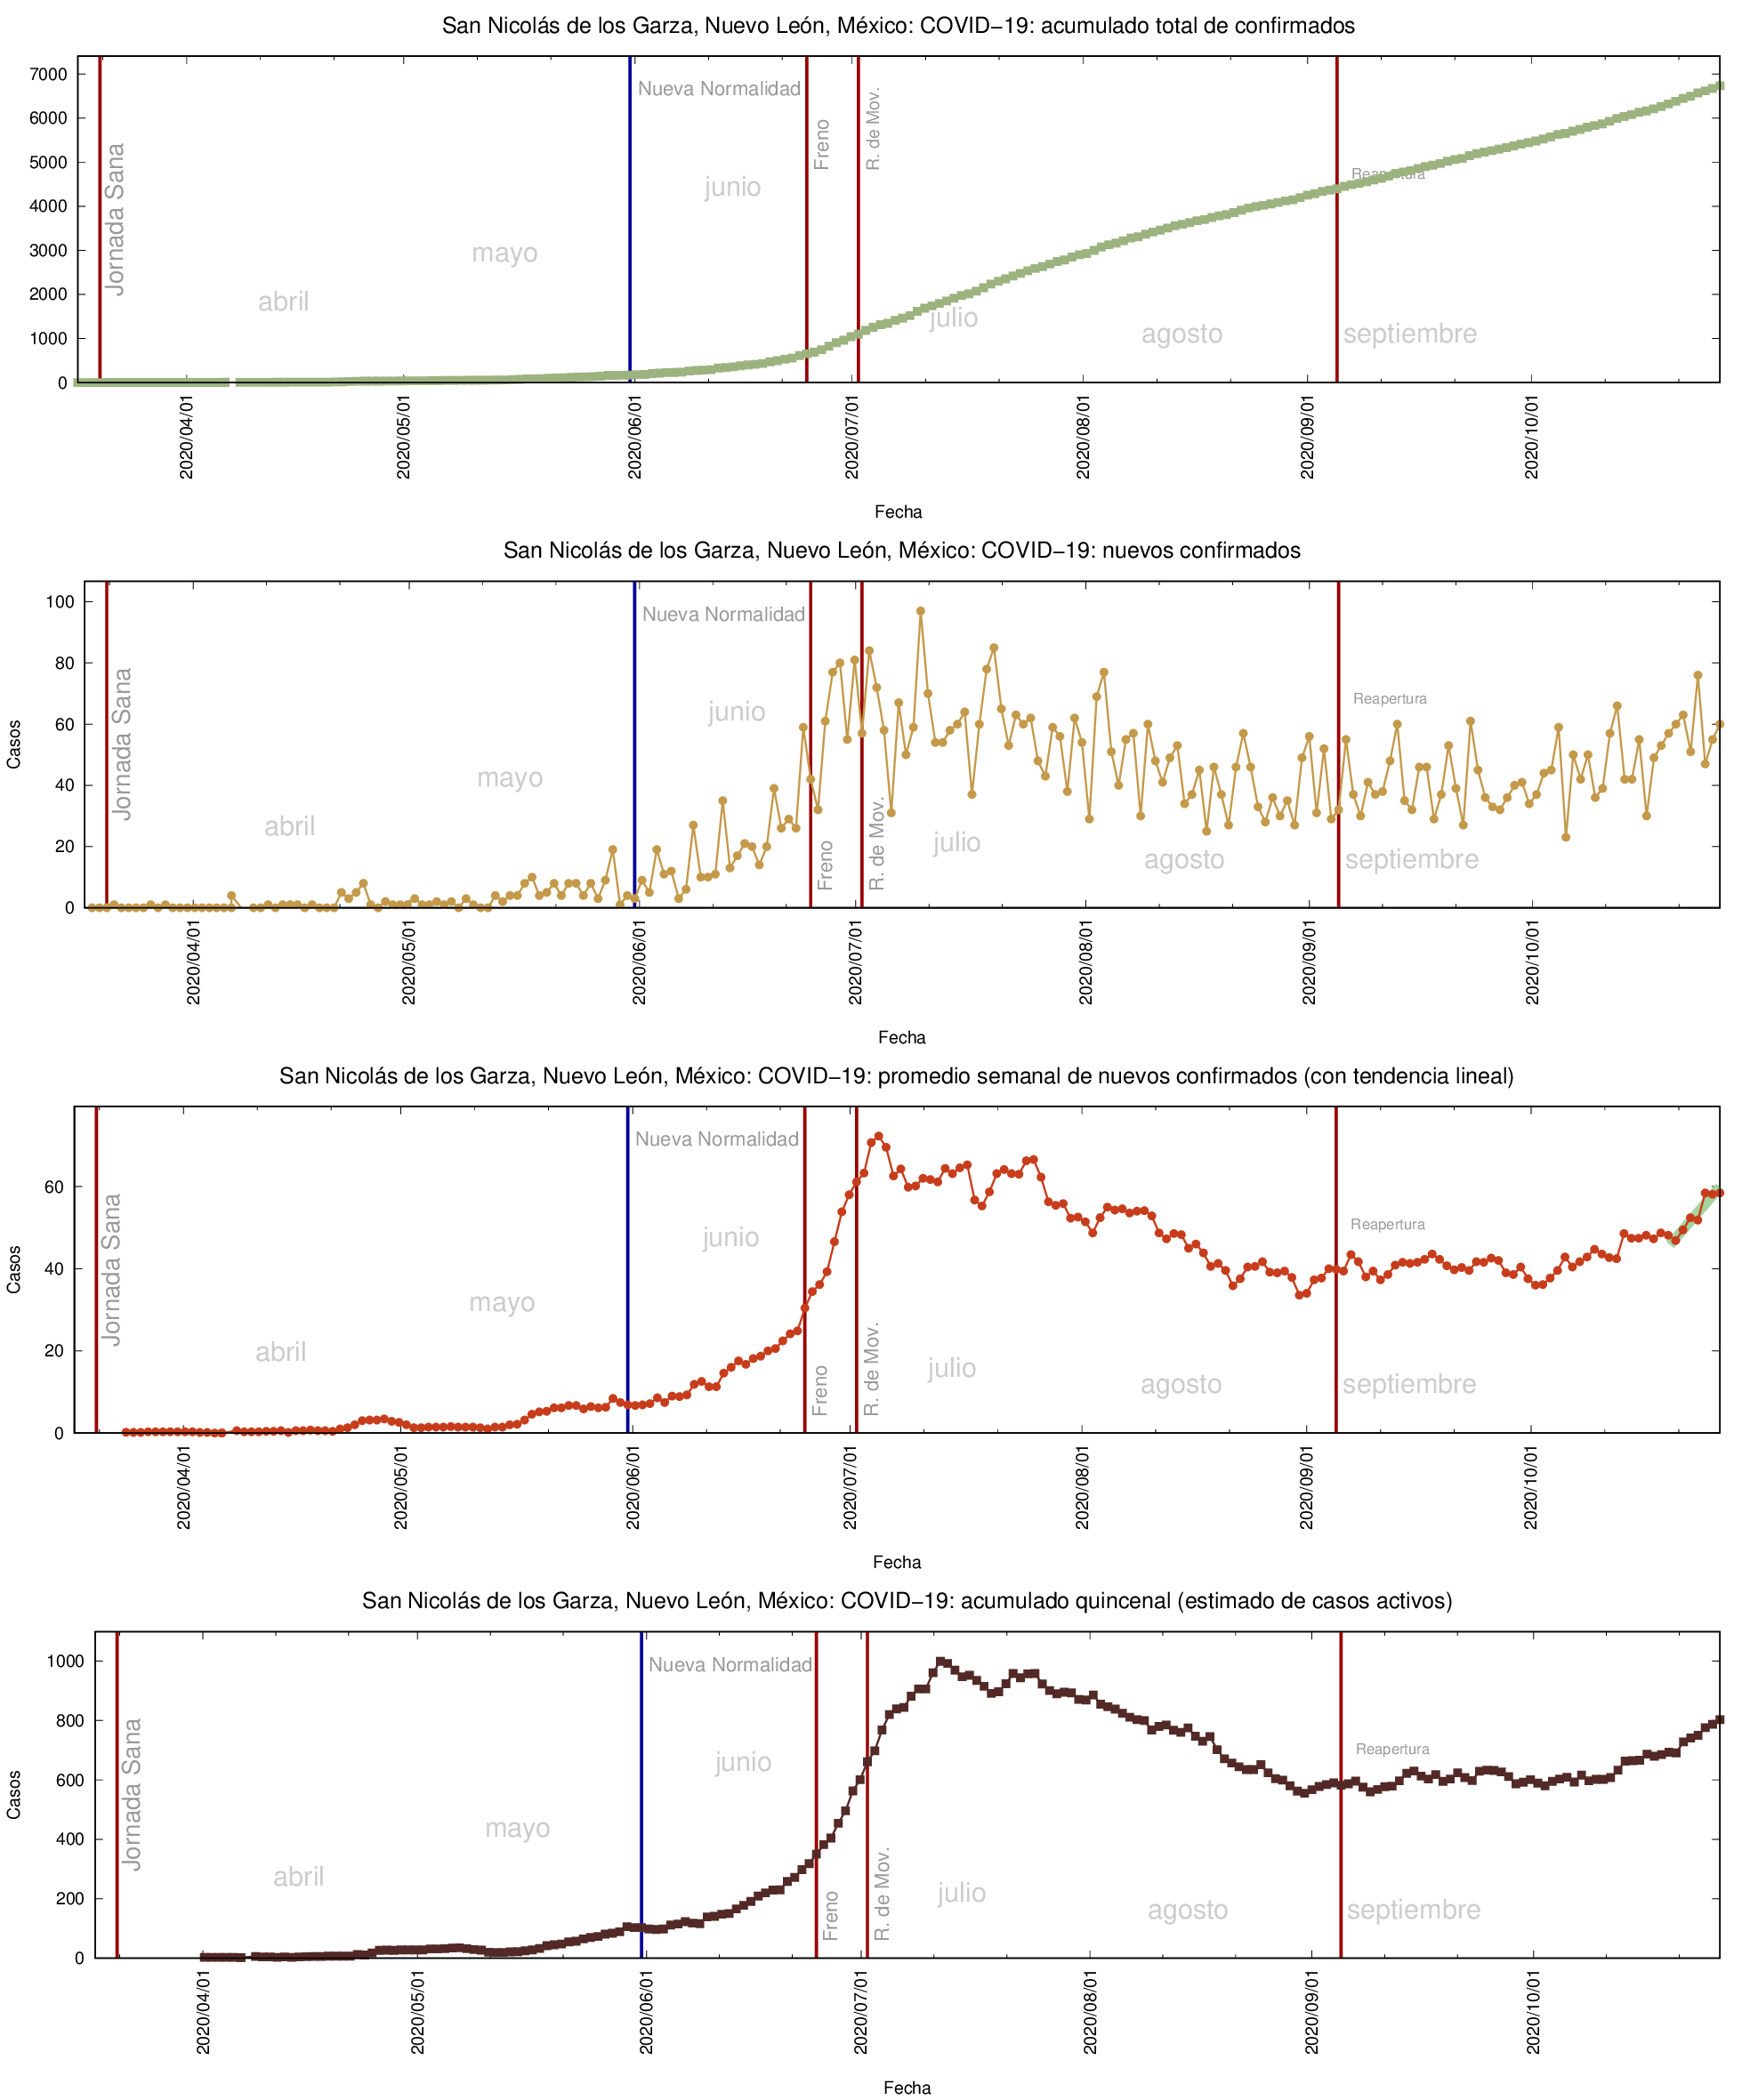 San Nicolás de los Garza, Nuevo León, México: COVID−19: acumulado total de confirmados
7000
6000
5000
4000
3000
2000
1000
0
Jornada Sana
abril
mayo
Nueva Normalidad
junio
Freno
R. de Mov.
julio
agosto
Reapertura
septiembre
2020/04/01
2020/05/01
2020/06/01
2020/07/01
2020/08/01
2020/09/01
2020/10/01
Fecha
San Nicolás de los Garza, Nuevo León, México: COVID−19: nuevos confirmados
Casos
100
80
60
40
20
0
Jornada Sana
abril
mayo
Nueva Normalidad
junio
Freno
R. de Mov.
julio
agosto
Reapertura
septiembre
2020/04/01
2020/05/01
2020/06/01
2020/07/01
2020/08/01
2020/09/01
2020/10/01
Fecha
San Nicolás de los Garza, Nuevo León, México: COVID−19: promedio semanal de nuevos confirmados (con tendencia lineal)
Casos
60
40
20
0
Jornada Sana
abril
mayo
Nueva Normalidad
junio
Freno
R. de Mov.
julio
agosto
Reapertura
septiembre
2020/04/01
2020/05/01
2020/06/01
2020/07/01
2020/08/01
2020/09/01
2020/10/01
Fecha
San Nicolás de los Garza, Nuevo León, México: COVID−19: acumulado quincenal (estimado de casos activos)
Casos
1000
800
600
400
200
0
Jornada Sana
abril
mayo
Nueva Normalidad
junio
Freno
R. de Mov.
julio
agosto
Reapertura
septiembre
2020/04/01
2020/05/01
2020/06/01
2020/07/01
2020/08/01
2020/09/01
2020/10/01
Fecha